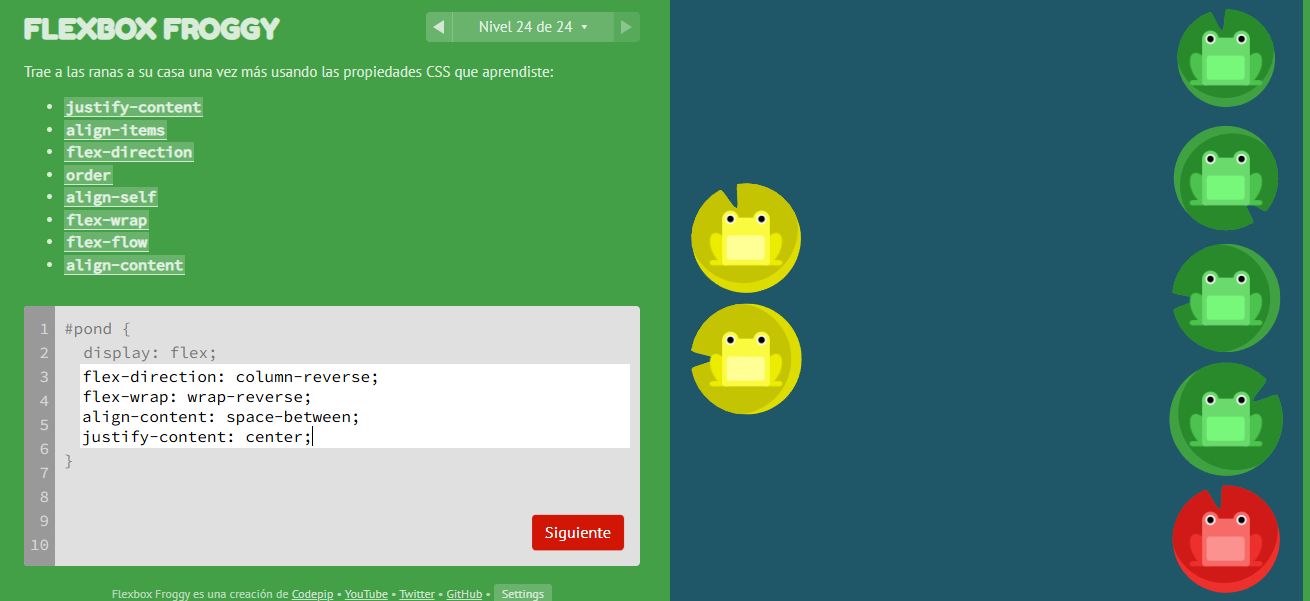 FLEXBOX FROGGY
Nivel 24 de 24
Trae a las ranas a su casa una vez más usando las propiedades CSS que aprendiste:
justify-content
align-items
flex-direction
order
align-self
flex-wrap
flex-flow
align-content
1 #pond {
2 display: flex;
3 flex-direction: column-reverse;
4 flex-wrap: wrap-reverse;
5 align-content: space-between;
6 justify-content: center;
7 }
8
9
10
Siguiente
Flexbox Froggy es una creación de Codepip • YouTube • Twitter • GitHub • Settings